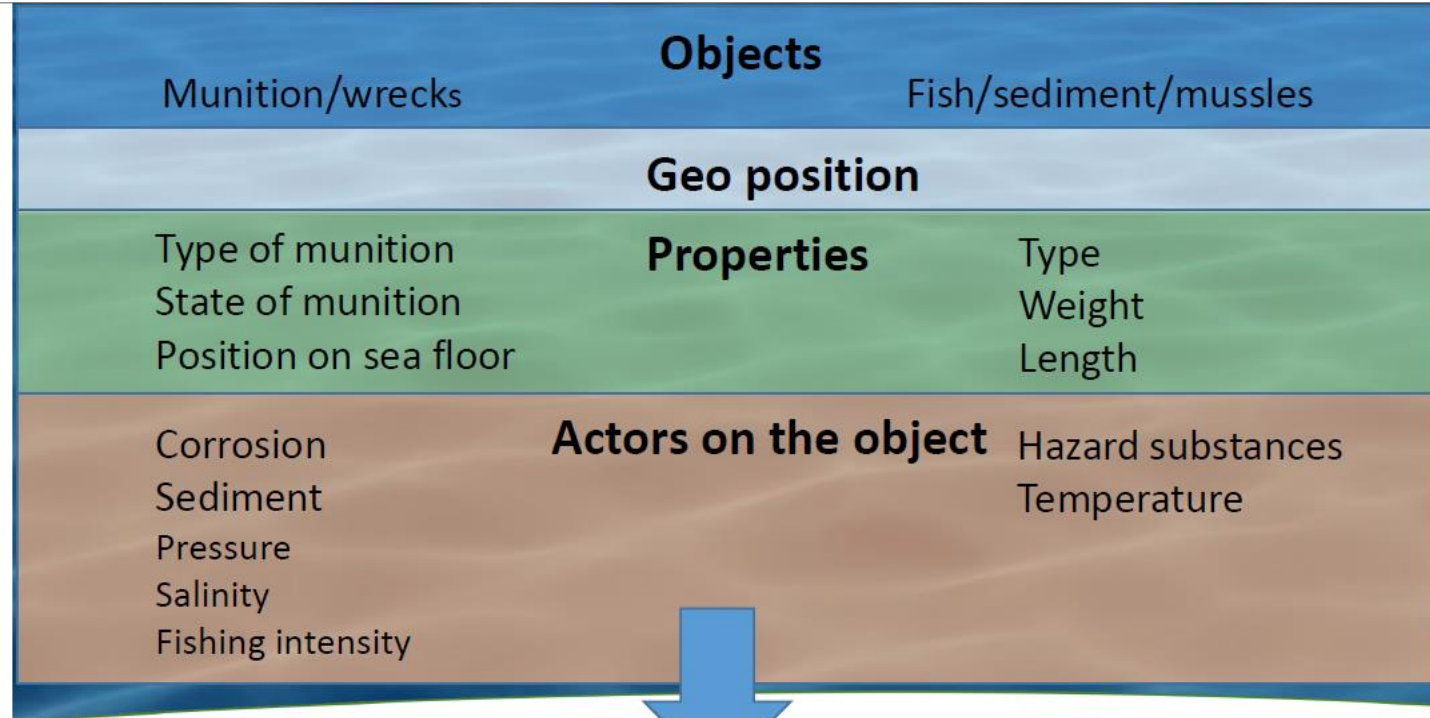 Objects
Munition/wrecks
Fish/sediment/mussles
Geo position
Properties
Type of munition
State of munition
Position on sea floor
Type
Weight
Length
Actors on the object
Corrosion
Sediment
Pressure
Salinity
Fishing intensity
Hazard substances
Temperature